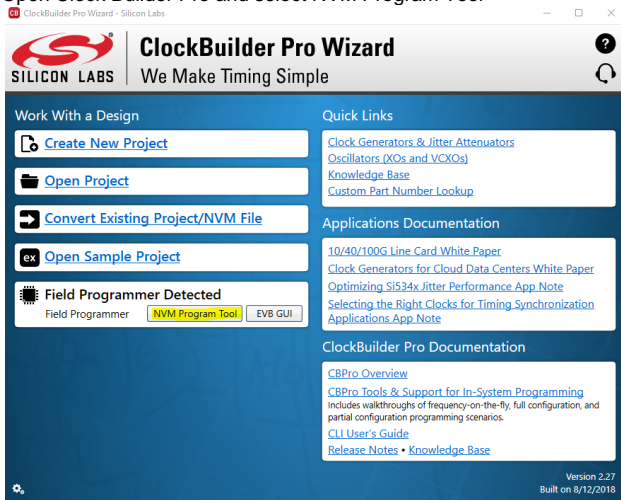 Open Clock Builder Pro and select NVM Program Tool
CB ClockBuilder Pro Wizard - Silicon Labs
SILICON LABS
ClockBuilder Pro Wizard
We Make Timing Simple
?
Work With a Design
Create New Project
Open Project
Convert Existing Project/NVM File
ex Open Sample Project
Field Programmer Detected
Field Programmer NVM Program Tool EVB GUI
Quick Links
Clock Generators & Jitter Attenuators
Oscillators (XOs and VCXOs)
Knowledge Base
Custom Part Number Lookup
Applications Documentation
10/40/100G Line Card White Paper
Clock Generators for Cloud Data Centers White Paper
Optimizing Si534x Jitter Performance App Note
Selecting the Right Clocks for Timing Synchronization
Applications App Note
ClockBuilder Pro Documentation
CBPro Overview
CBPro Tools & Support for In-System Programming
Includes walkthroughs of frequency-on-the-fly, full configuration, and
partial configuration programming scenarios.
CLI User's Guide
Release Notes • Knowledge Base
Version 2.27
Built on 8/12/2018